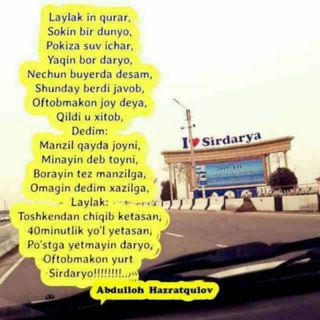 Laylak in qurar,
Sokin bir dunyo,
Pokiza suv ichar,
Yaqin bor daryo,
Nechun buyerda desam,
Shunday berdi javob,
Oftobmakon joy deya,
Qildi u xitob,
Dedim:
Manzil qayda joyni,
Minayin deb toyni,
Borayin tez manzilga,
Omagin dedim xazilga,
Laylak:
Toshkendan chiqib ketasan,
40minutlik yo'l yetasan,
Po'stga yetmayin daryo,
Oftobmakon yurt
Sirdaryo!!!!!!!!..,,,,
Abdulloh Hazratqulov
I ❤ Sirdarya